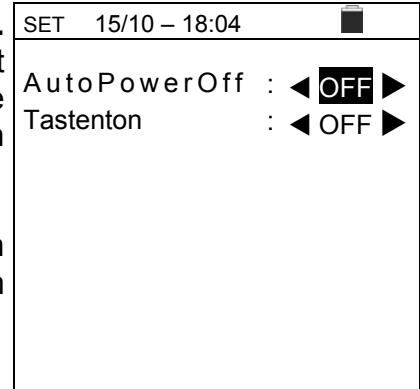 SET 15/10 – 18:04
AutoPowerOff : ◀ OFF ▶
Tastenton : ◀ OFF ▶